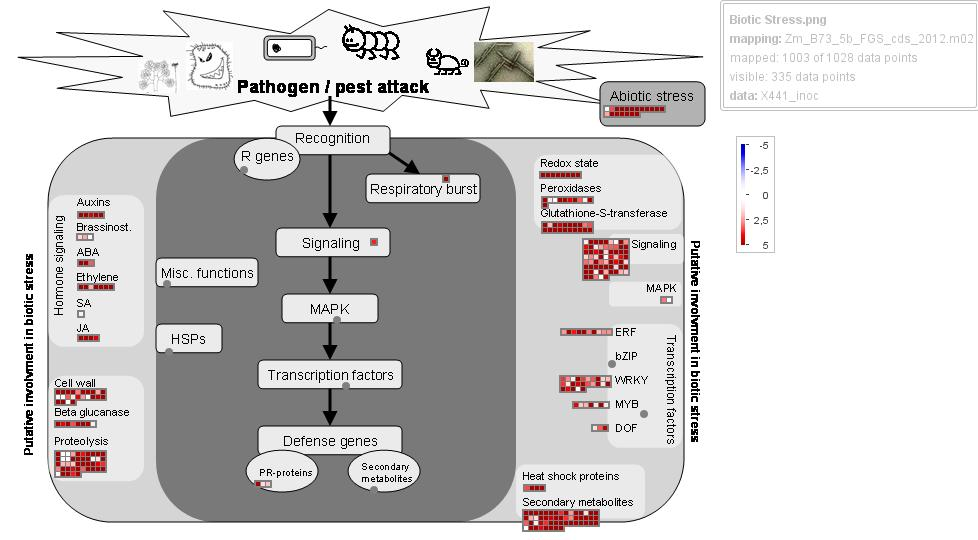 Biotic Stress.png
mapping: Zm_B73_5b_FGS_cds_2012.m02
mapped: 1003 of 1028 data points
visible: 335 data points
data: X441_inoc
Pathogen / pest attack
Abiotic stress
Recognition
R genes
Respiratory burst
Redox state
Peroxidases
Glutathione-S-transferase
Signaling
MAPK
-5
-2,5
0
2,5
5
Putative involvment in biotic stress
Hormone signaling
Auxins
Brassinost.
ABA
Ethylene
SA
JA
Signaling
Misc. functions
MAPK
HSPs
Transcription factors
Defense genes
PR-proteins
Secondary
metabolites
Cell wall
Beta glucanase
Proteolysis
ERF
bZIP
WRKY
MYB
DOF
Transcription factors
Putative involvment in biotic stress
Heat shock proteins
Secondary metabolites